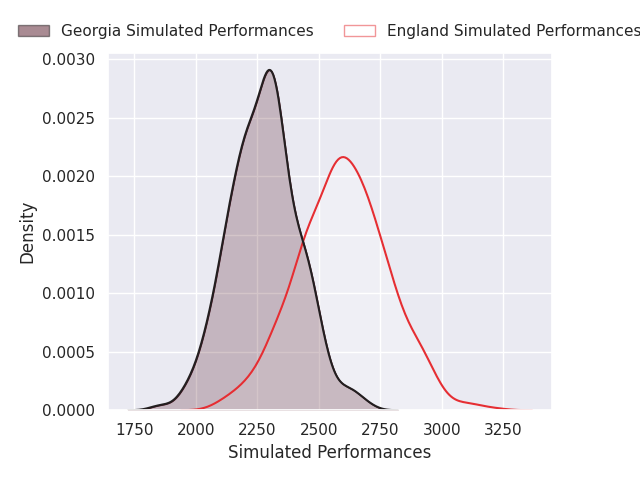 Georgia Simulated Performances
England Simulated Performances
0.0030
0.0025
0.0020
0.0015
0.0010
0.0005
0.0000
Density
1750 2000 2250 2500 2750 3000 3250
Simulated Performances